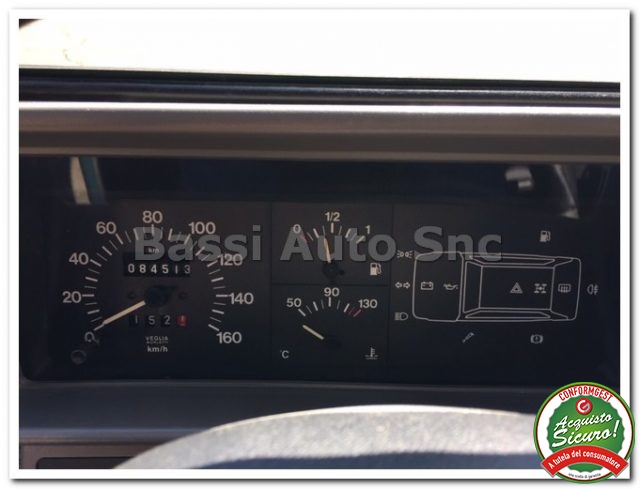 Bassi Auto Snc
0 20 40 60 80 100 120 140 160
km
084513
152
VEGLIA
km/h
0 1/2 1
50 90 130
°C
CONFORMGEST
Acquisto
Sicuro!
A tutela del consumatore